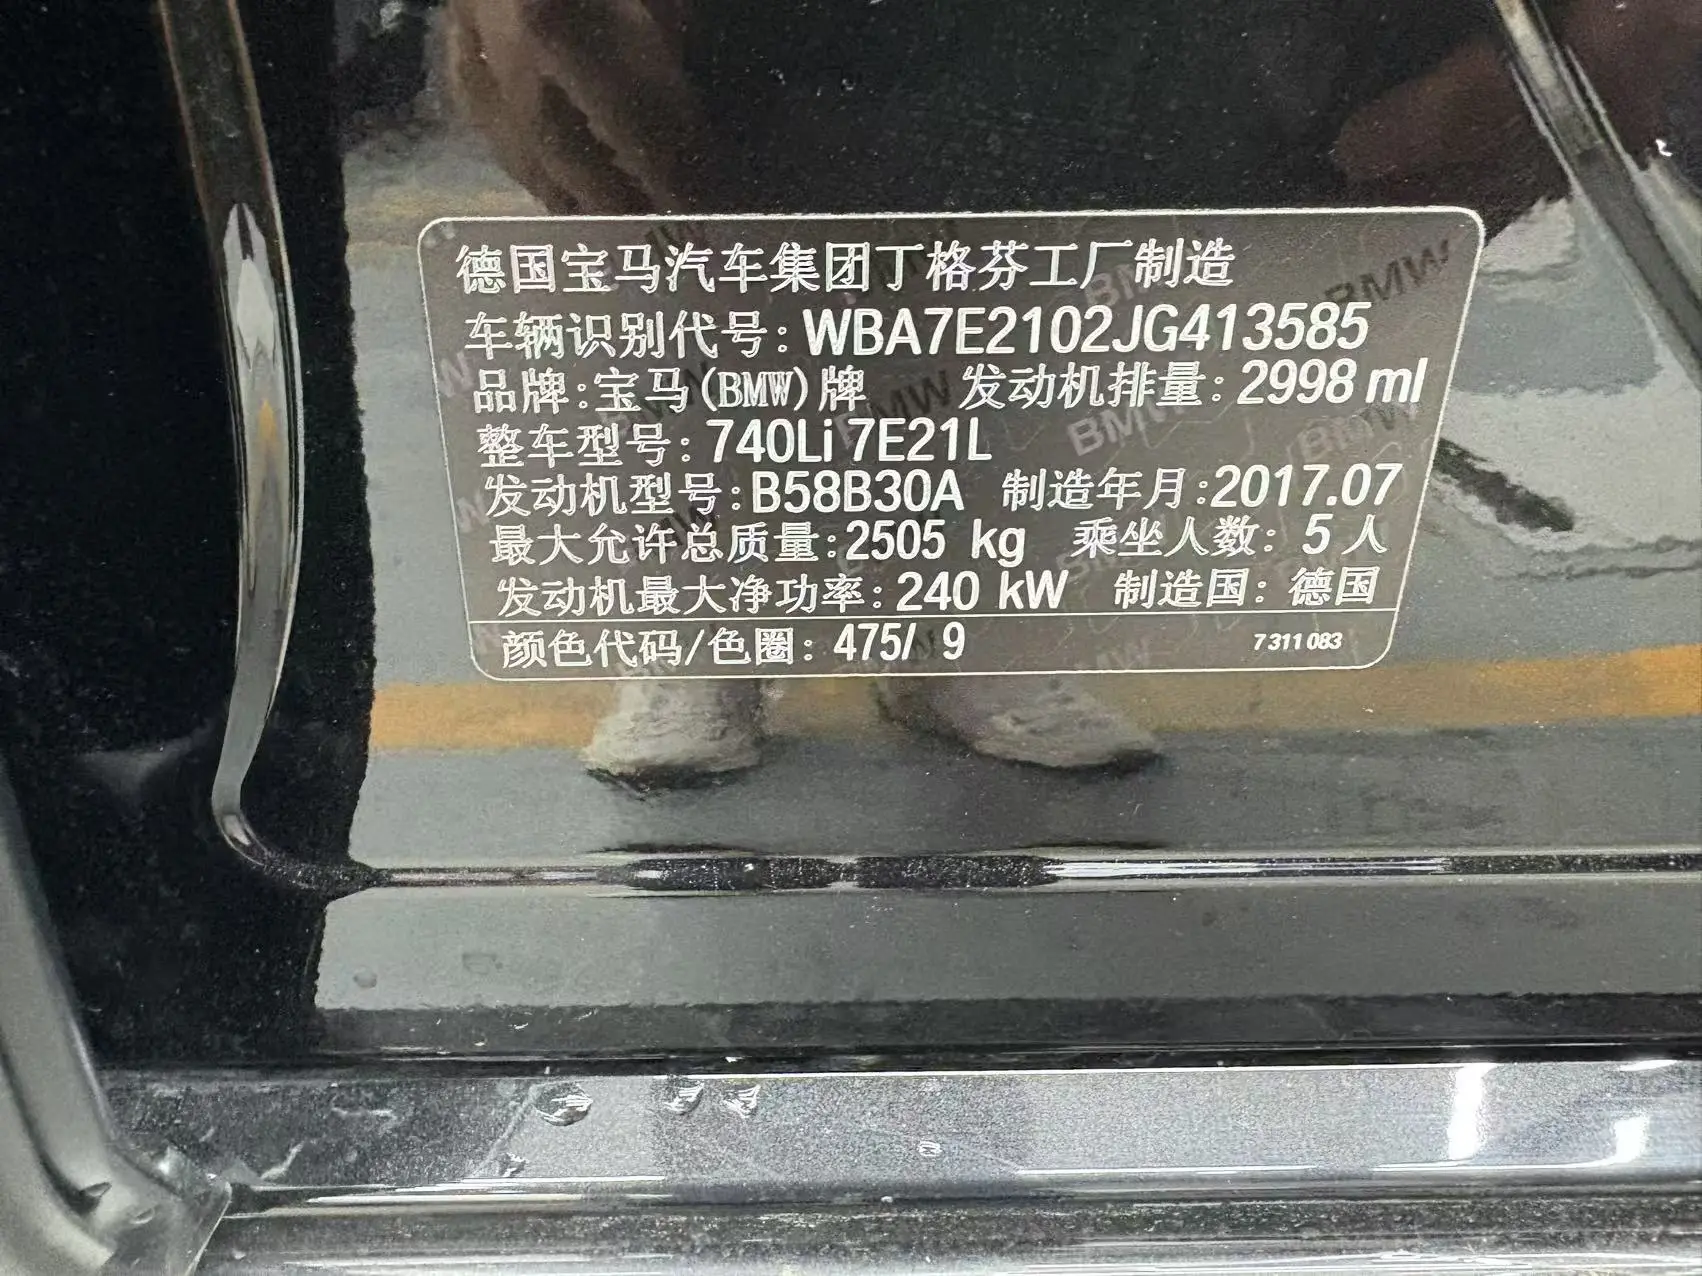 德国宝马汽车集团丁格芬工厂制造
车辆识别代号: WBA7E2102JG413585
品牌:宝马(BMW)牌 发动机排量: 2998 ml
整车型号: 740Li 7E21L
发动机型号: B58B30A 制造年月:2017.07
最大允许总质量:2505 kg 乘坐人数: 5 人
发动机最大净功率: 240 kW 制造国: 德国
颜色代码/色圈: 475/ 9 7311083